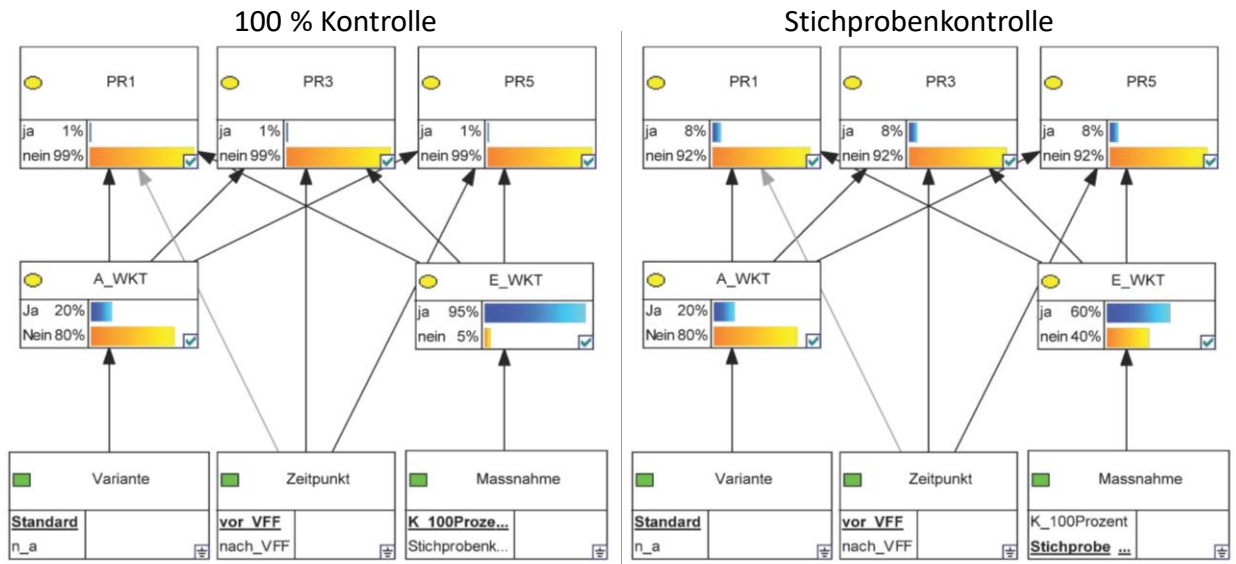 100 % Kontrolle
PR1
ja 1%
nein 99%
PR3
ja 1%
nein 99%
PR5
ja 1%
nein 99%
A_WKT
Ja 20%
Nein 80%
E_WKT
ja 95%
nein 5%
Variante
Standard
n_a
Zeitpunkt
vor_VFF
nach_VFF
Massnahme
K_100Proze...
Stichprobenk...
Stichprobenkontrolle
PR1
ja 8%
nein 92%
PR3
ja 8%
nein 92%
PR5
ja 8%
nein 92%
A_WKT
Ja 20%
Nein 80%
E_WKT
ja 60%
nein 40%
Variante
Standard
n_a
Zeitpunkt
vor_VFF
nach_VFF
Massnahme
K_100Prozent
Stichprobe_...